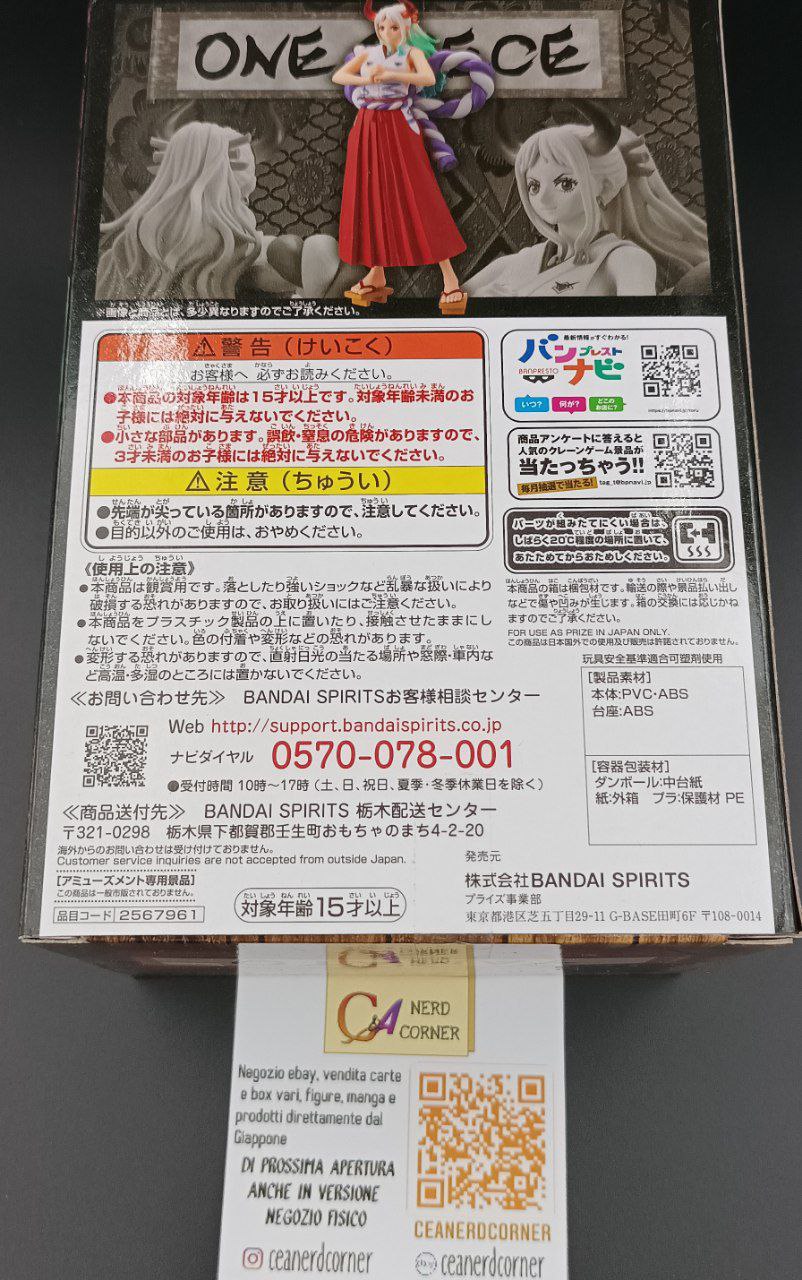 ONE PIECE
※画像と商品とは、多少異なりますのでご了承ください。
⚠警告（けいこく）
お客様へ 必ずお読みください。
●本商品の対象年齢は15才以上です。対象年齢未満のお
子様には絶対に与えないでください。
●小さな部品があります。誤飲・窒息の危険がありますので、
3才未満のお子様には絶対に与えないでください。
⚠注意（ちゅうい）
●先端が尖っている箇所がありますので、注意してください。
●目的以外のご使用は、おやめください。
《使用上の注意》
●本商品は観賞用です。落としたり強いショックなど乱暴な扱いにより
破損する恐れがありますので、お取り扱いにはご注意ください。
●本商品をプラスチック製品の上に置いたり、接触させたままにし
ないでください。色の付着や変形などの恐れがあります。
●変形する恐れがありますので、直射日光の当たる場所や窓際・車内な
ど高温・多湿のところには置かないでください。
最新情報がすぐわかる!
バンプレストナビ
BANPRESTO
いつ? 何が? どこのお店に?
https://bpnavi.jp/toru
商品アンケートに答えると
人気のクレーンゲーム景品が
当たっちゃう!!
毎月抽選で当たる! tag_t@bpnavi.jp
パーツが組みたてにくい場合は、
しばらく20℃程度の場所に置いて、
あたためてからおためしください。
本商品の箱は梱包材です。輸送の際や景品払い出し
などで傷や凹みが生じます。箱の交換には応じかね
ますのでご了承ください。
FOR USE AS PRIZE IN JAPAN ONLY.
この商品は日本国外での使用及び販売は許諾されておりません。
玩具安全基準適合可塑剤使用
[製品素材]
本体:PVC・ABS
台座:ABS
[容器包装材]
ダンボール:中台紙
紙:外箱 プラ:保護材 PE
≪お問い合わせ先≫ BANDAI SPIRITSお客様相談センター
Web http://support.bandaispirits.co.jp
ナビダイヤル 0570-078-001
●受付時間 10時～17時（土、日、祝日、夏季・冬季休業日を除く）
≪商品送付先≫ BANDAI SPIRITS 栃木配送センター
〒321-0298 栃木県下都賀郡壬生町おもちゃのまち4-2-20
海外からのお問い合わせは受け付けておりません。
Customer service inquiries are not accepted from outside Japan.
[アミューズメント専用景品]
この商品は一般市販されておりません。
品目コード 2567961
対象年齢15才以上
発売元
株式会社BANDAI SPIRITS
プライズ事業部
東京都港区芝五丁目29-11 G-BASE田町6F 〒108-0014
C&A NERD
CORNER
Negozio ebay, vendita carte
e box vari, figure, manga e
prodotti direttamente dal
Giappone
DI PROSSIMA APERTURA
ANCHE IN VERSIONE
NEGOZIO FISICO
CEANERDCORNER
ceanerdcorner
ceanerdcorner